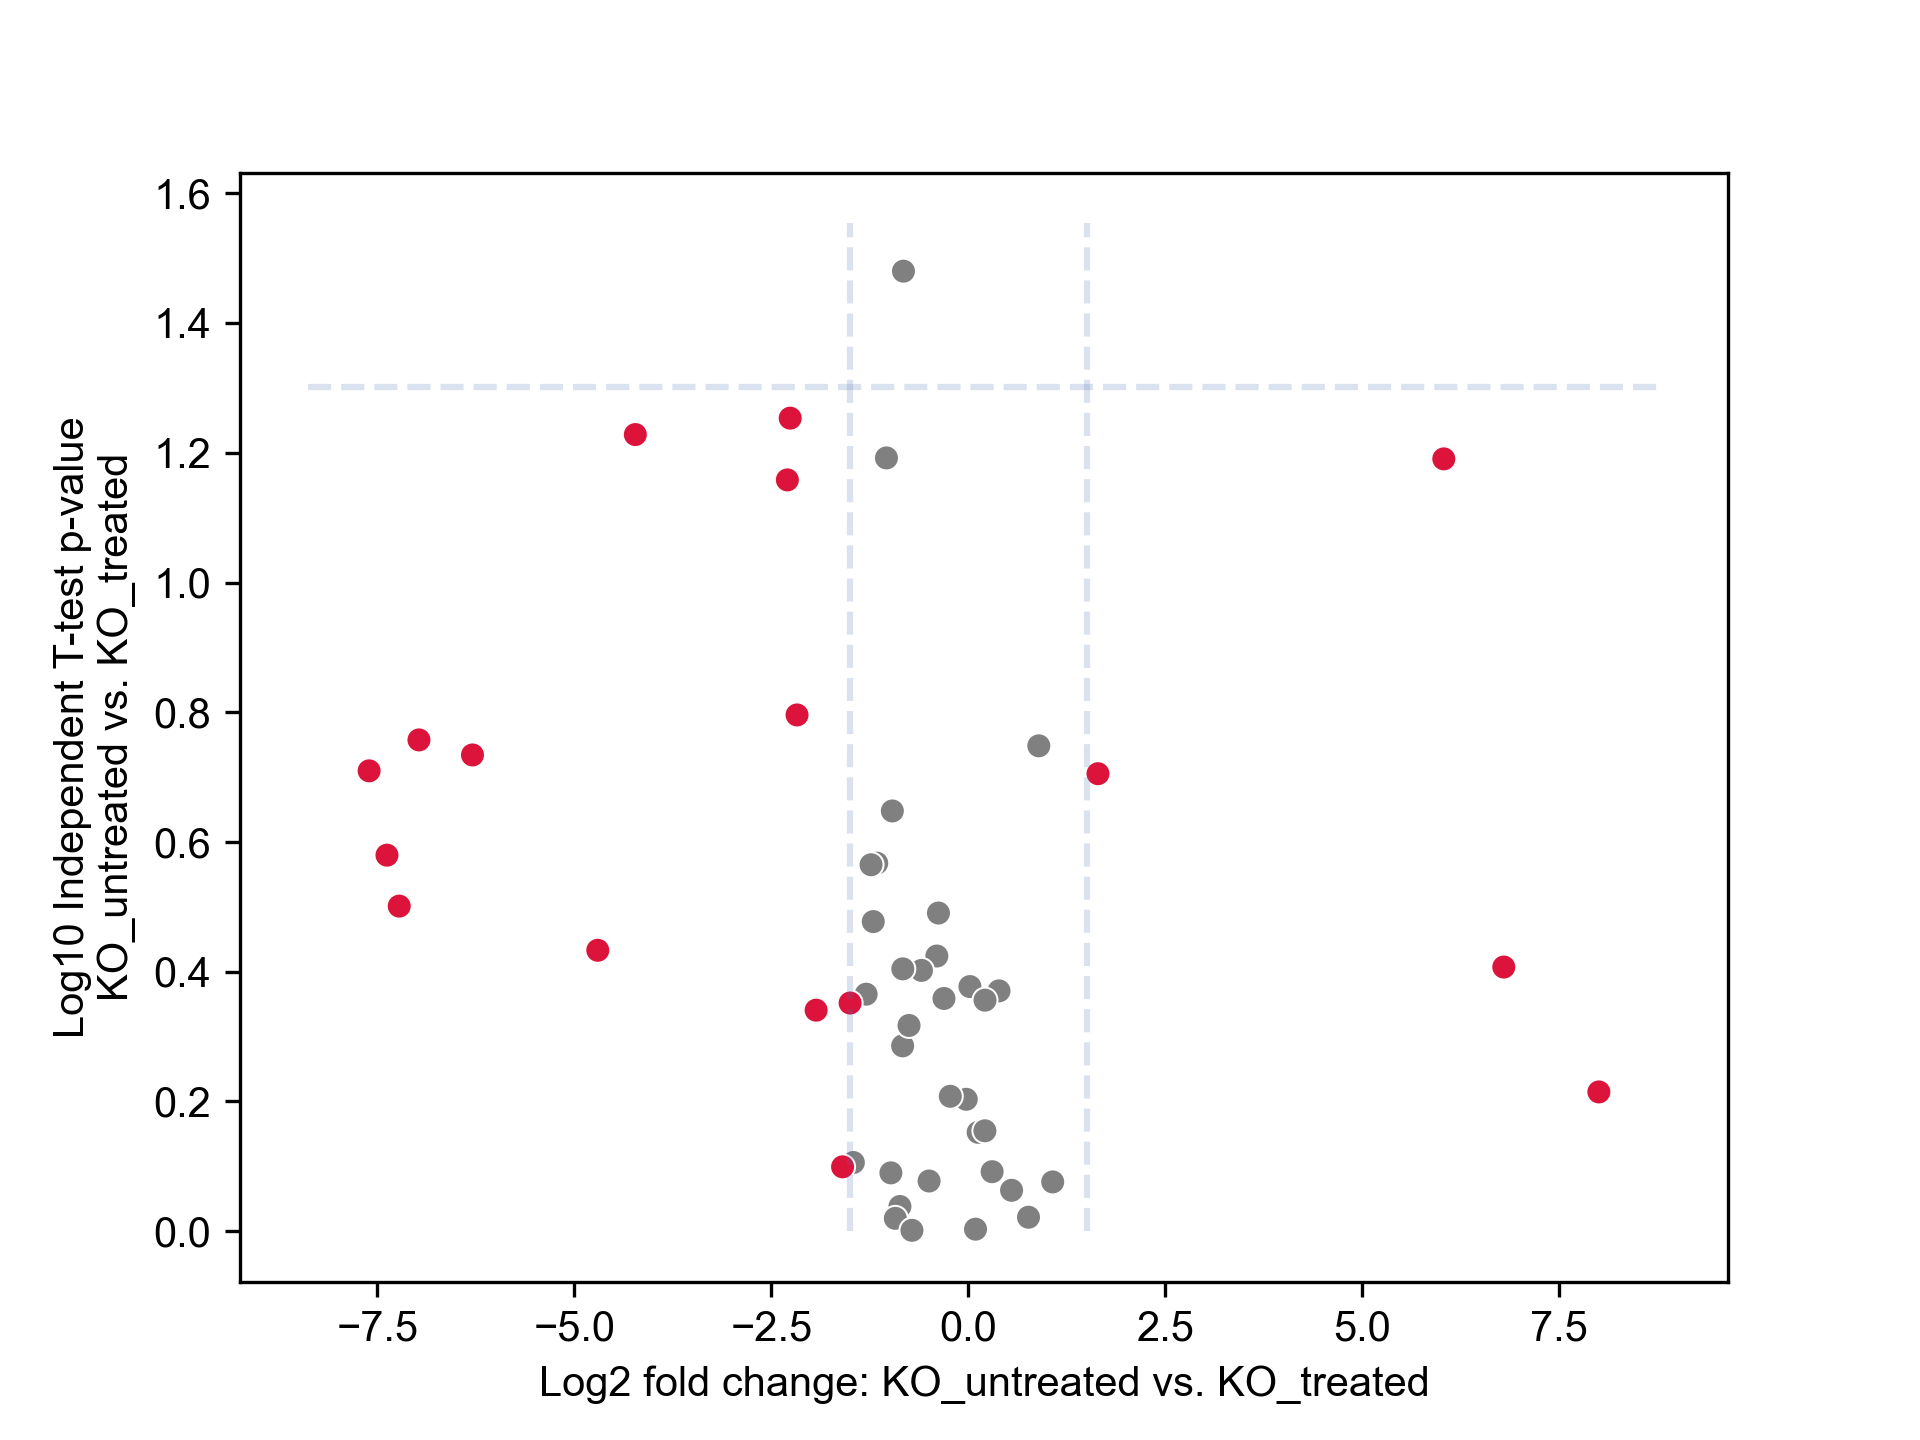 1.6
1.4
1.2
1.0
0.8
0.6
0.4
0.2
0.0
Log10 Independent T-test p-value
KO_untreated vs. KO_treated
−7.5 −5.0 −2.5 0.0 2.5 5.0 7.5
Log2 fold change: KO_untreated vs. KO_treated